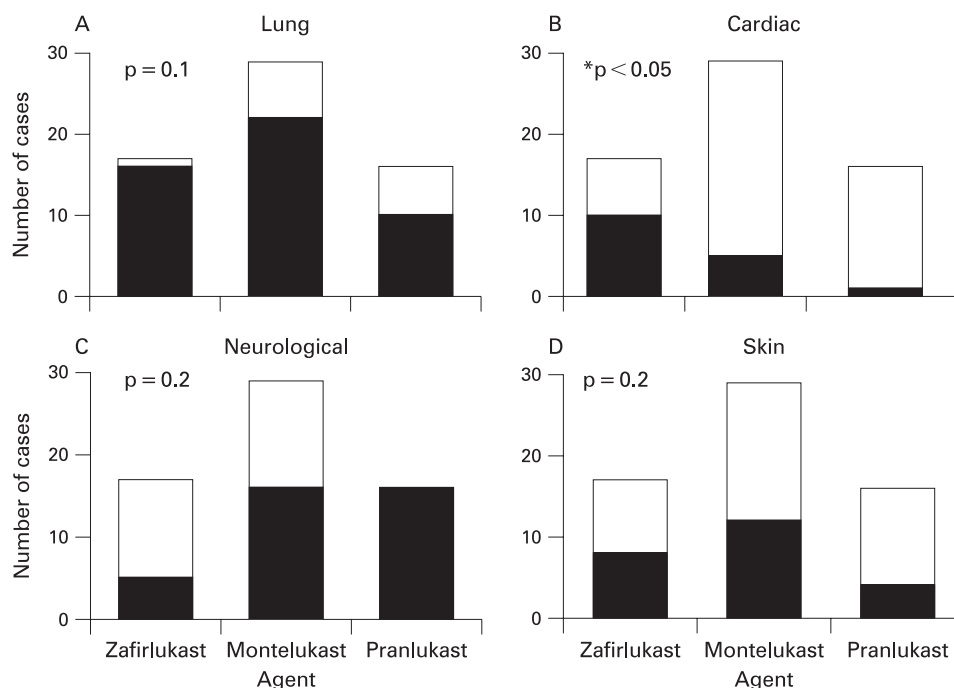 A Lung
Number of cases
30
20
10
0
p = 0.1
B Cardiac
30
20
10
0
*p < 0.05
C Neurological
Number of cases
30
20
10
0
p = 0.2
Zafirlukast Montelukast Pranlukast
Agent
D Skin
30
20
10
0
p = 0.2
Zafirlukast Montelukast Pranlukast
Agent